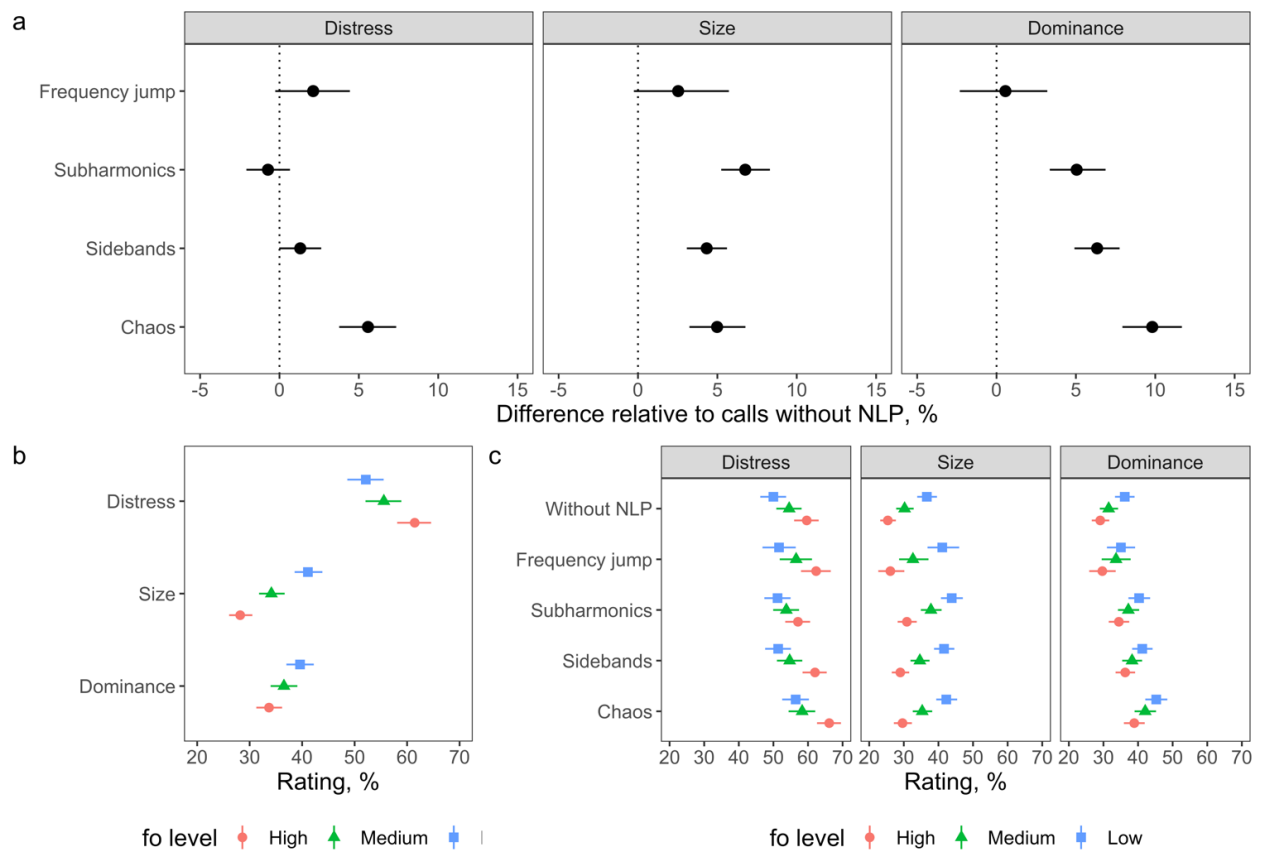 a
Distress Size Dominance
Frequency jump
Subharmonics
Sidebands
Chaos
-5 0 5 10 15 -5 0 5 10 15 -5 0 5 10 15
Difference relative to calls without NLP, %
b
Distress
Size
Dominance
20 30 40 50 60 70
Rating, %
fo level High Medium
c
Distress Size Dominance
Without NLP
Frequency jump
Subharmonics
Sidebands
Chaos
20 30 40 50 60 70 20 30 40 50 60 70 20 30 40 50 60 70
Rating, %
fo level High Medium Low